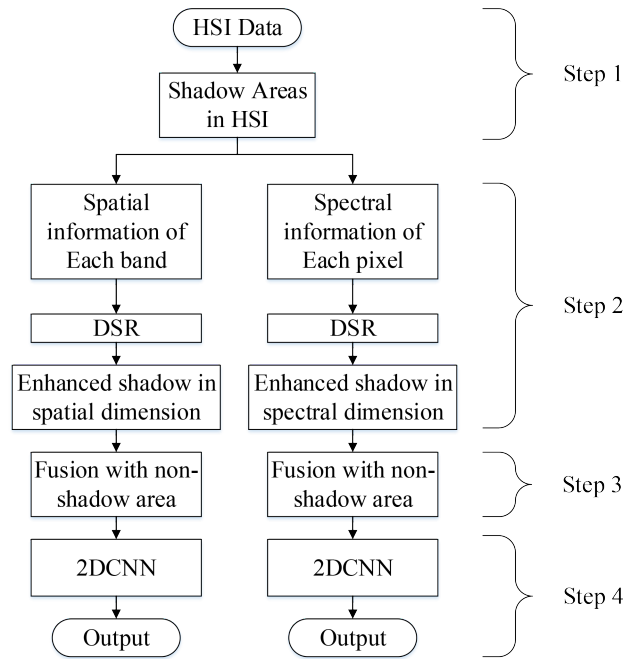 HSI Data
Shadow Areas
in HSI
Step 1
Spatial
information of
Each band
Spectral
information of
Each pixel
DSR
DSR
Enhanced shadow in
spatial dimension
Enhanced shadow in
spectral dimension
Step 2
Fusion with non-
shadow area
Fusion with non-
shadow area
Step 3
2DCNN
2DCNN
Output
Output
Step 4